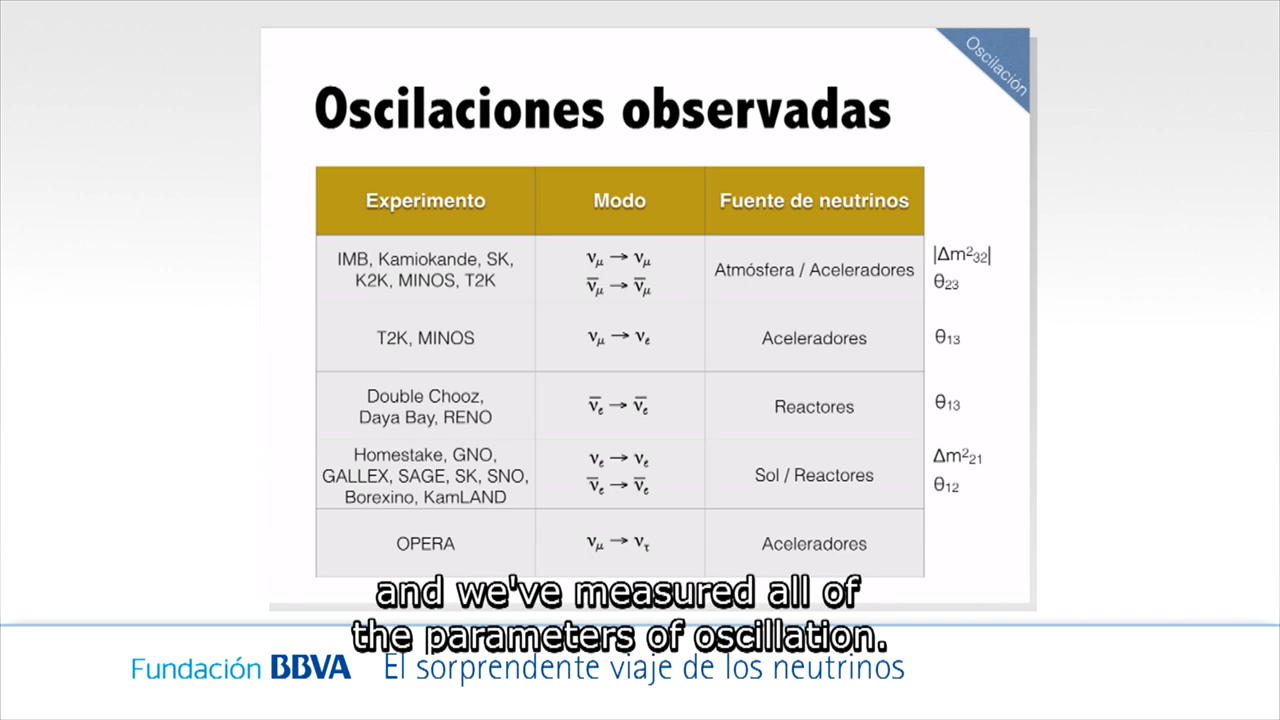 Oscilación
Oscilaciones observadas
Experimento Modo Fuente de neutrinos
IMB, Kamiokande, SK,
K2K, MINOS, T2K
νμ → νμ
ν̅μ → ν̅μ
Atmósfera / Aceleradores
|Δm²₃₂|
θ₂₃
T2K, MINOS νμ → νe Aceleradores θ₁₃
Double Chooz,
Daya Bay, RENO
ν̅e → ν̅e
Reactores
θ₁₃
Homestake, GNO,
GALLEX, SAGE, SK, SNO,
Borexino, KamLAND
νe → νe
ν̅e → ν̅e
Sol / Reactores
Δm²₂₁
θ₁₂
OPERA νμ → ντ Aceleradores
and we've measured all of
the parameters of oscillation.
Fundación BBVA El sorprendente viaje de los neutrinos